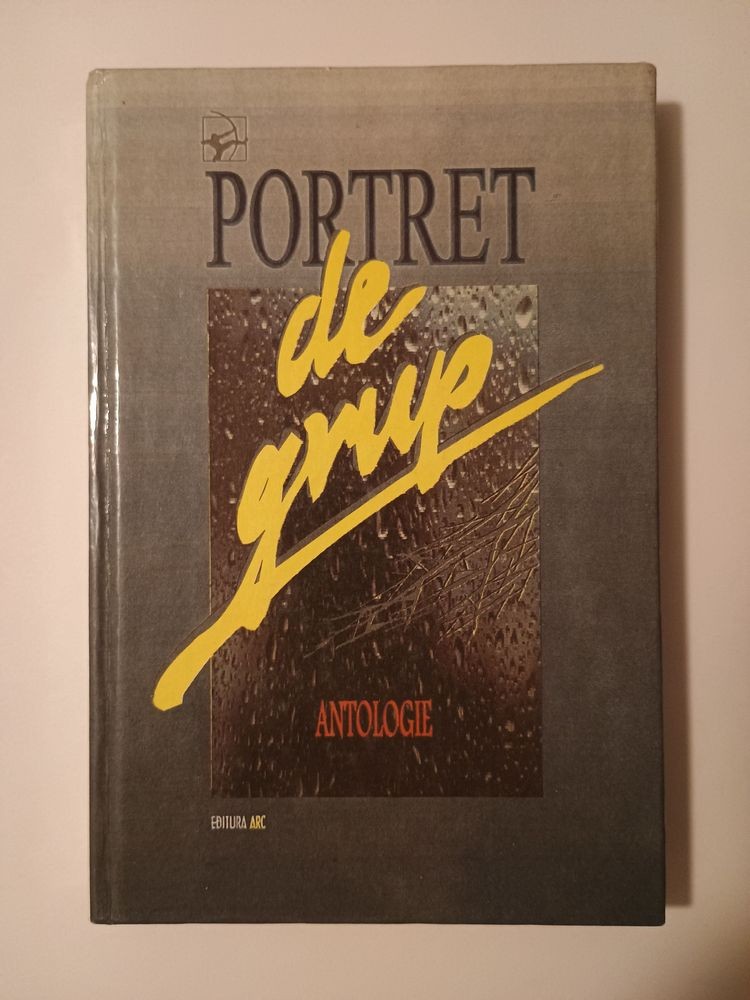 PORTRET
de
grup
ANTOLOGIE
EDITURA ARC